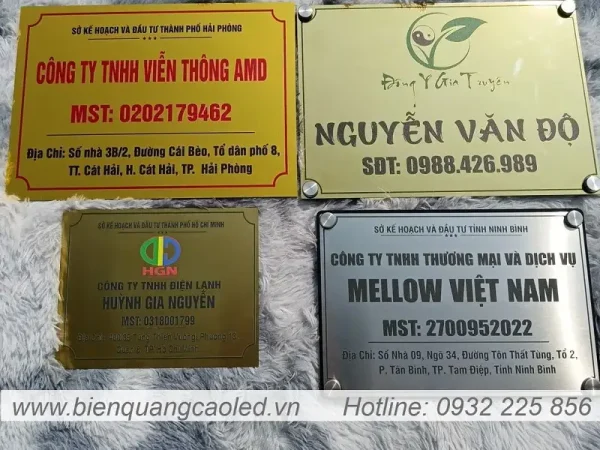 SỞ KẾ HOẠCH VÀ ĐẦU TƯ THÀNH PHỐ HẢI PHÒNG
***
CÔNG TY TNHH VIỄN THÔNG AMD
MST: 0202179462
Địa Chỉ: Số nhà 3B/2, Đường Cái Bèo, Tổ dân phố 8,
TT. Cát Hải, H. Cát Hải, TP. Hải Phòng
Đông Y Gia Truyền
NGUYỄN VĂN ĐỘ
SĐT: 0988.426.989
SỞ KẾ HOẠCH VÀ ĐẦU TƯ THÀNH PHỐ HỒ CHÍ MINH
HGN
CÔNG TY TNHH ĐIỆN LẠNH
HUỲNH GIA NGUYỄN
MST: 0318001799
SỞ KẾ HOẠCH VÀ ĐẦU TƯ TỈNH NINH BÌNH
***
CÔNG TY TNHH THƯƠNG MẠI VÀ DỊCH VỤ
MELLOW VIỆT NAM
MST: 2700952022
Địa Chỉ: Số Nhà 09, Ngõ 34, Đường Tôn Thất Tùng, Tổ 2,
P. Tân Bình, TP. Tam Điệp, Tỉnh Ninh Bình
www.bienquangcaoled.vn Hotline: 0932 225 856